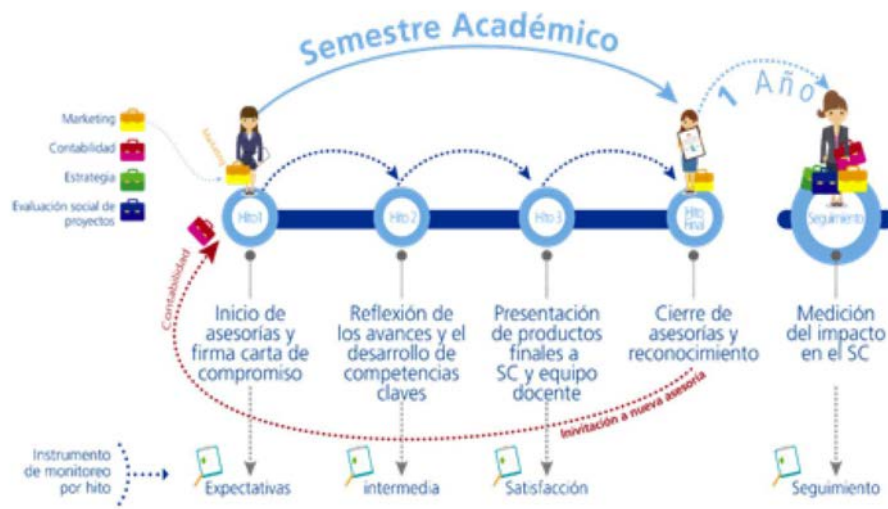 Semestre Académico
1 Año
Marketing
Contabilidad
Estrategia
Evaluación social de
proyectos
Marketing
Contabilidad
Hito1
Hito 2
Hito 3
Hito
Final
Seguimiento
Inicio de
asesorías y
firma carta de
compromiso
Reflexión de
los avances y el
desarrollo de
competencias
claves
Presentación
de productos
finales a
SC y equipo
docente
Cierre de
asesorías y
reconocimiento
Medición
del impacto
en el SC
Inivitación a nueva asesoría
Instrumento
de monitoreo
por hito
Expectativas
intermedia
Satisfacción
Seguimiento